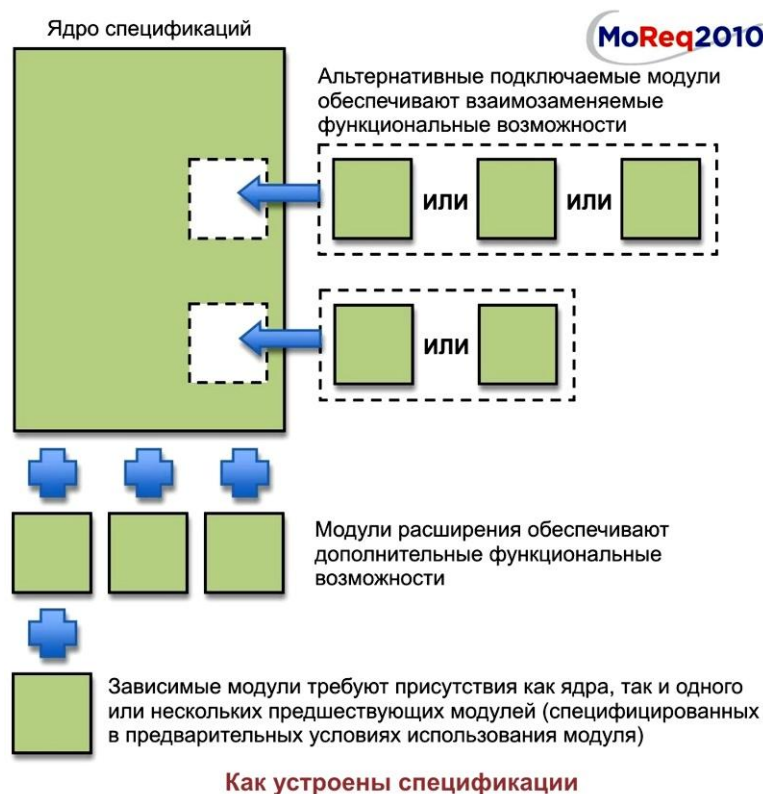 Ядро спецификаций
MoReq2010
Альтернативные подключаемые модули
обеспечивают взаимозаменяемые
функциональные возможности
ИЛИ ИЛИ
ИЛИ
Модули расширения обеспечивают
дополнительные функциональные
возможности
Зависимые модули требуют присутствия как ядра, так и одного
или нескольких предшествующих модулей (специфицированных
в предварительных условиях использования модуля)
Как устроены спецификации